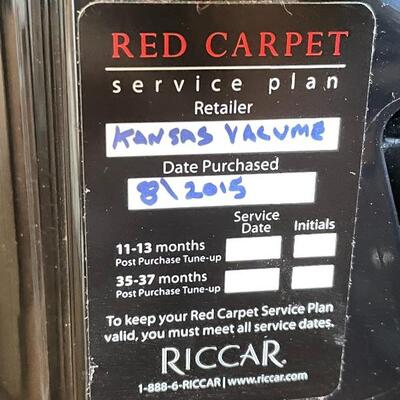 RED CARPET
service plan
Retailer
KANSAS VACUME
Date Purchased
8\2015
Service Date Initials
11-13 months
Post Purchase Tune-up
35-37 months
Post Purchase Tune-up
To keep your Red Carpet Service Plan
valid, you must meet all service dates.
RICCAR®
1-888-6-RICCAR | www.riccar.com